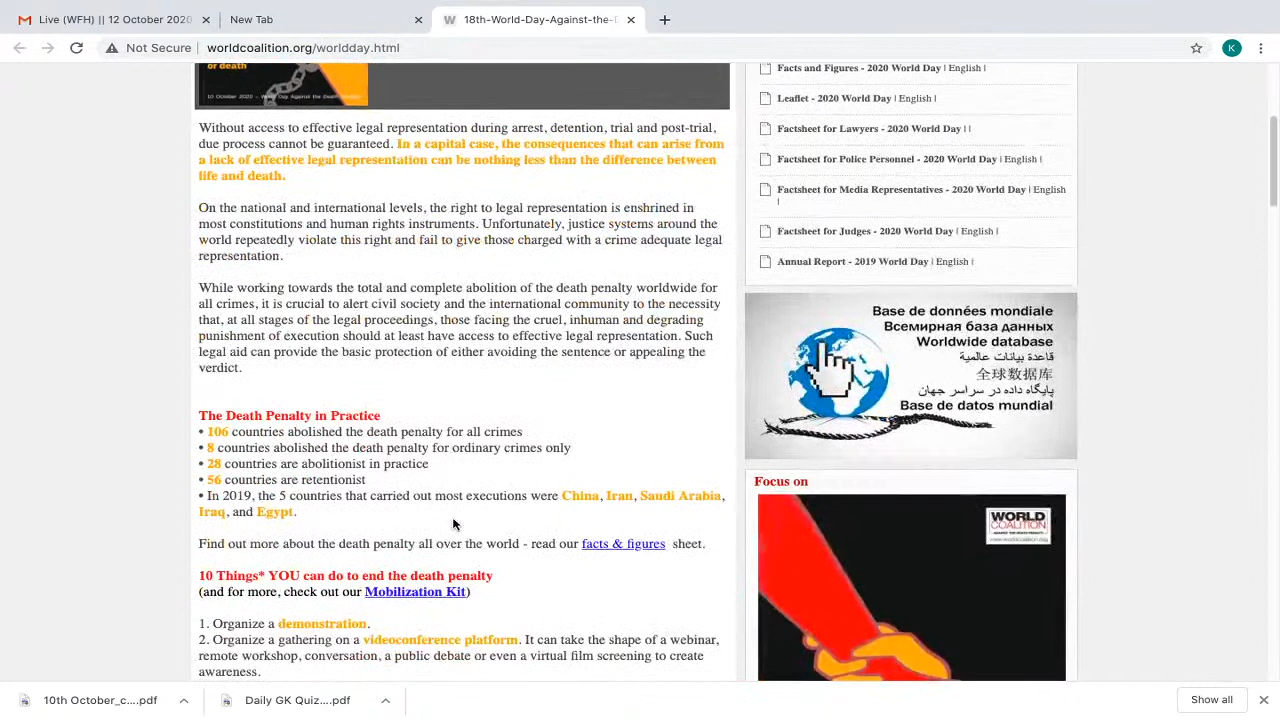 Live (WFH) || 12 October 2020
New Tab
18th-World-Day-Against-the-D
Not Secure
worldcoalition.org/worldday.html
K
or death
Without access to effective legal representation during arrest, detention, trial and post-trial,
due process cannot be guaranteed. In a capital case, the consequences that can arise from
a lack of effective legal representation can be nothing less than the difference between
life and death.
On the national and international levels, the right to legal representation is enshrined in
most constitutions and human rights instruments. Unfortunately, justice systems around the
world repeatedly violate this right and fail to give those charged with a crime adequate legal
representation.
While working towards the total and complete abolition of the death penalty worldwide for
all crimes, it is crucial to alert civil society and the international community to the necessity
that, at all stages of the legal proceedings, those facing the cruel, inhuman and degrading
punishment of execution should at least have access to effective legal representation. Such
legal aid can provide the basic protection of either avoiding the sentence or appealing the
verdict.
The Death Penalty in Practice
• 106 countries abolished the death penalty for all crimes
• 8 countries abolished the death penalty for ordinary crimes only
• 28 countries are abolitionist in practice
• 56 countries are retentionist
• In 2019, the 5 countries that carried out most executions were China, Iran, Saudi Arabia,
Iraq, and Egypt.
Find out more about the death penalty all over the world - read our facts & figures sheet.
10 Things* YOU can do to end the death penalty
(and for more, check out our Mobilization Kit)
1. Organize a demonstration.
2. Organize a gathering on a videoconference platform. It can take the shape of a webinar,
remote workshop, conversation, a public debate or even a virtual film screening to create
awareness.
Facts and Figures - 2020 World Day | English |
Leaflet - 2020 World Day | English |
Factsheet for Lawyers - 2020 World Day | |
Factsheet for Police Personnel - 2020 World Day | English |
Factsheet for Media Representatives - 2020 World Day | English
|
Factsheet for Judges - 2020 World Day | English |
Annual Report - 2019 World Day | English |
Base de données mondiale
Всемирная база данных
Worldwide database
قاعدة بيانات عالمية
全球数据库
پایگاه داده در سراسر جهان
Base de datos mundial
Focus on
WORLD
COALITION
10th October_c....pdf
Daily GK Quiz....pdf
Show all